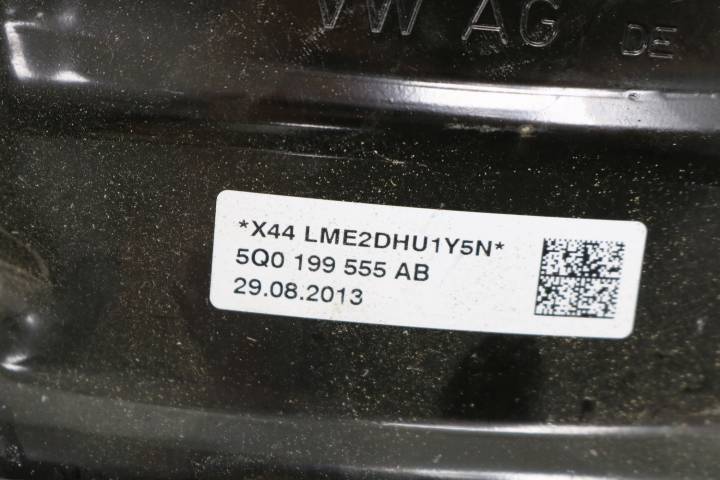 VW AG DE
*X44 LME2DHU1Y5N*
5Q0 199 555 AB
29.08.2013